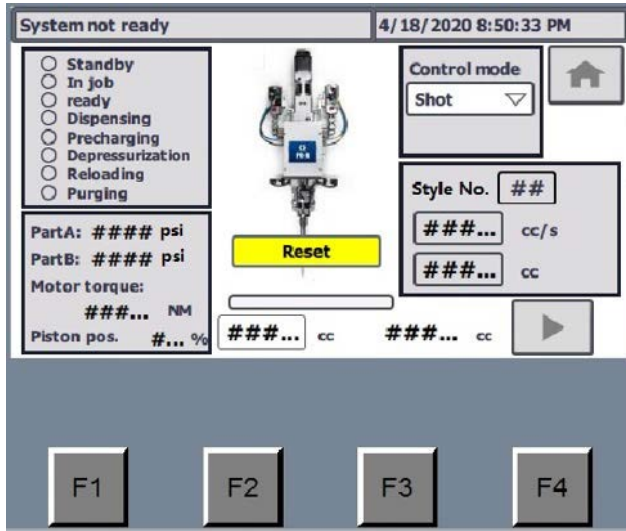 System not ready
4/18/2020 8:50:33 PM
Standby
In job
ready
Dispensing
Precharging
Depressurization
Reloading
Purging
Control mode
Shot
Style No. ##
###... cc/s
###... cc
PartA: #### psi
PartB: #### psi
Motor torque:
###... NM
Piston pos. #... %
Reset
###... cc ###... cc
F1 F2 F3 F4